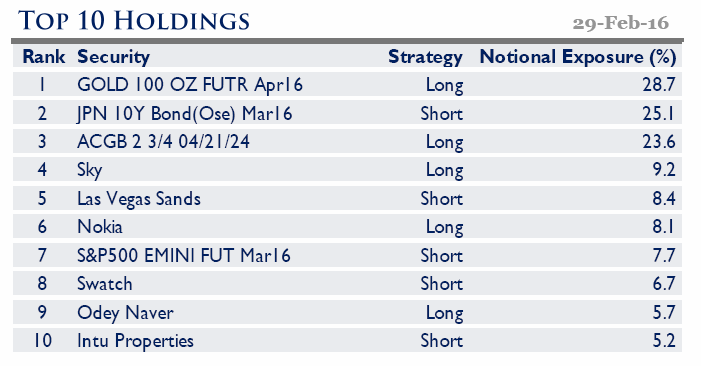 Top 10 Holdings 29-Feb-16
Rank Security Strategy Notional Exposure (%)
1 GOLD 100 OZ FUTR Apr16 Long 28.7
2 JPN 10Y Bond(Ose) Mar16 Short 25.1
3 ACGB 2 3/4 04/21/24 Long 23.6
4 Sky Long 9.2
5 Las Vegas Sands Short 8.4
6 Nokia Long 8.1
7 S&P500 EMINI FUT Mar16 Short 7.7
8 Swatch Short 6.7
9 Odey Naver Long 5.7
10 Intu Properties Short 5.2